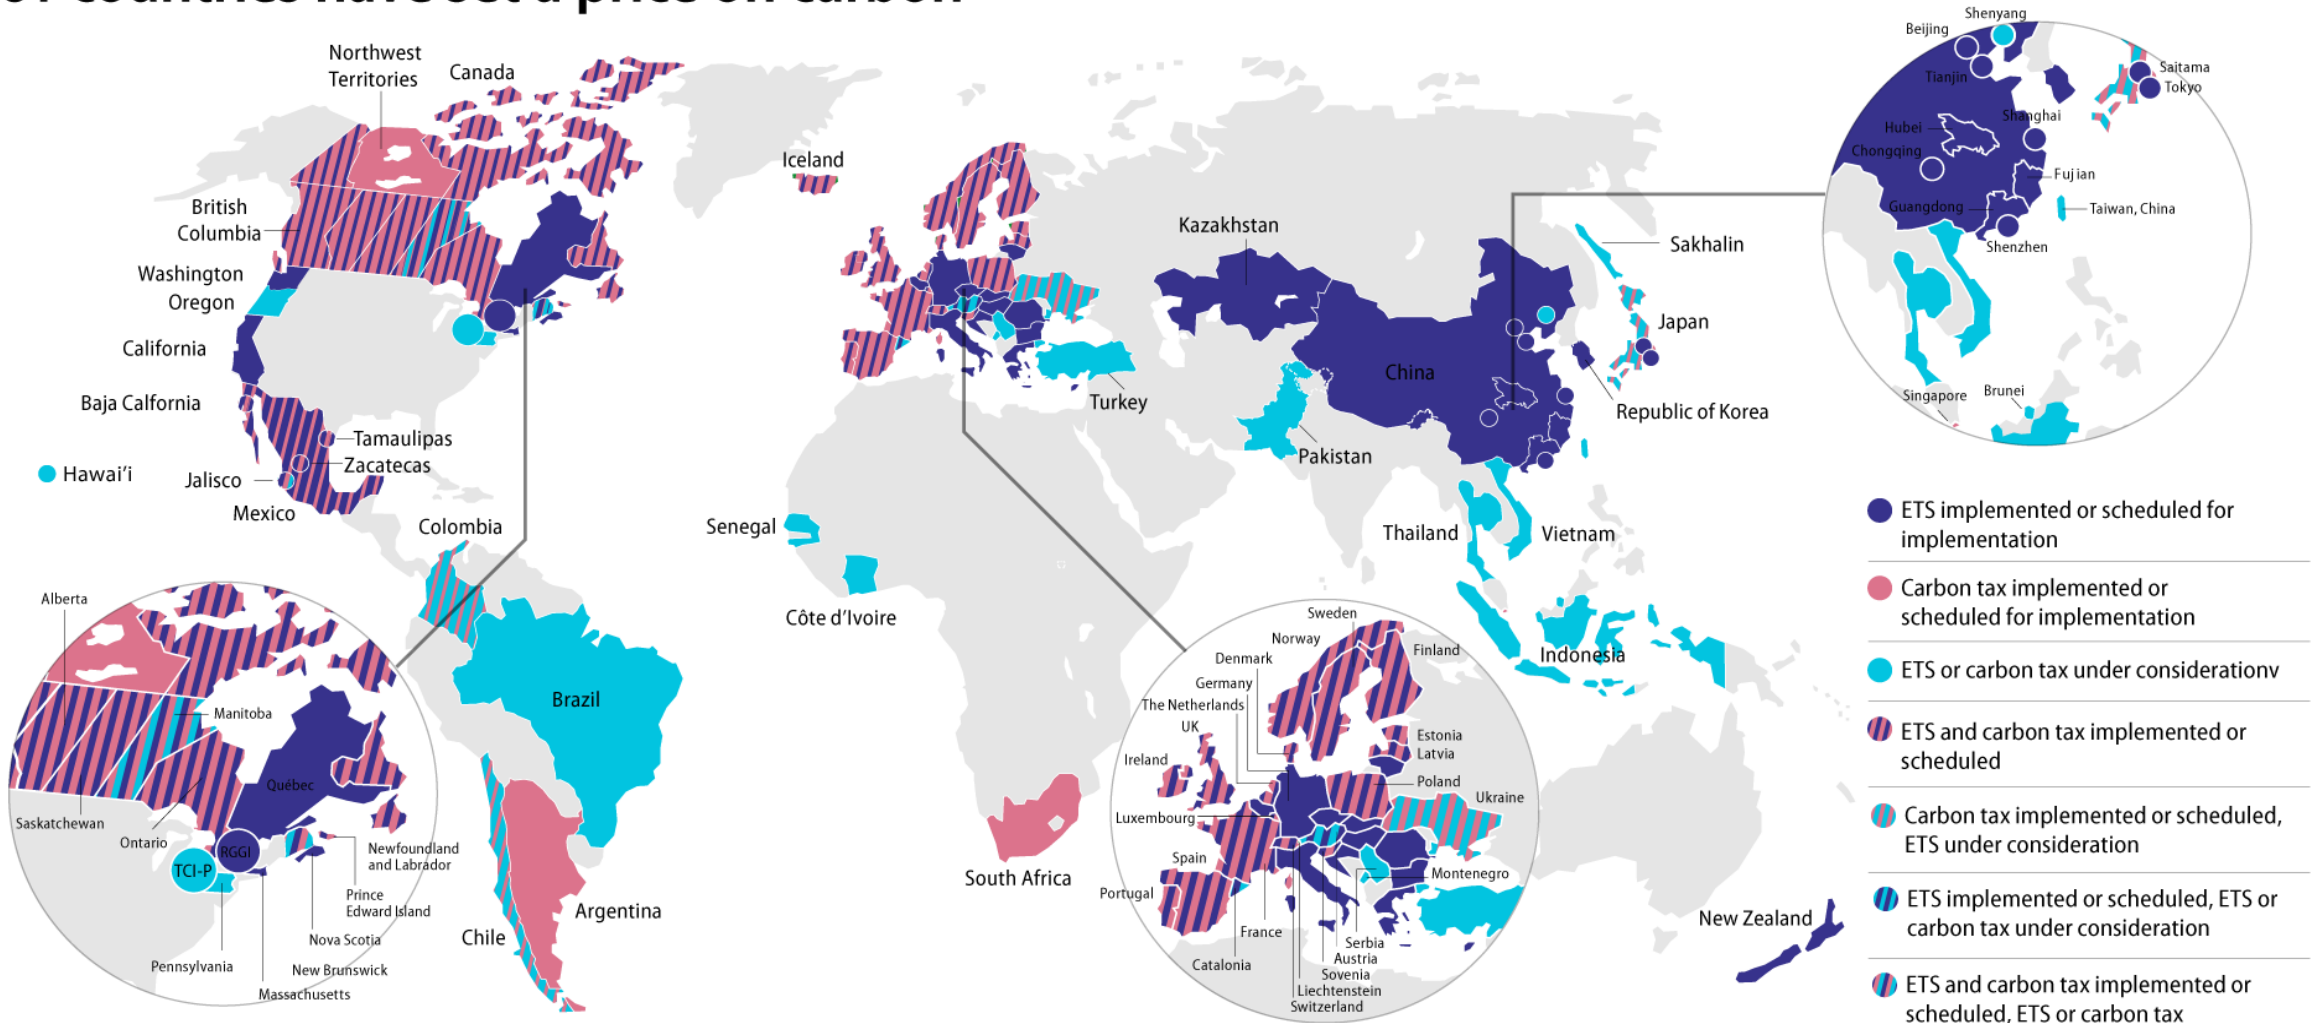 countries have set a price on carbon
Northwest
Territories
Canada
British
Columbia
Washington
Oregon
California
Baja Calfornia
Hawai'i
Tamaulipas
Zacatecas
Jalisco
Mexico
Colombia
Brazil
Chile
Argentina
Iceland
Senegal
Côte d'Ivoire
South Africa
Kazakhstan
Turkey
Pakistan
China
Sakhalin
Japan
Republic of Korea
Thailand
Vietnam
Indonesia
New Zealand
Alberta
Manitoba
Québec
Saskatchewan
Ontario
RGGI
TCI-P
Newfoundland
and Labrador
Prince
Edward Island
Nova Scotia
New Brunswick
Pennsylvania
Massachusetts
Sweden
Norway
Finland
Denmark
Germany
The Netherlands
UK
Ireland
Estonia
Latvia
Poland
Ukraine
Luxembourg
Spain
Portugal
Montenegro
France
Catalonia
Serbia
Austria
Sovenia
Liechtenstein
Switzerland
Shenyang
Beijing
Tianjin
Saitama
Tokyo
Shanghai
Hubei
Chongqing
Fujian
Guangdong
Taiwan, China
Shenzhen
Singapore
Brunei
ETS implemented or scheduled for
implementation
Carbon tax implemented or
scheduled for implementation
ETS or carbon tax under considerationv
ETS and carbon tax implemented or
scheduled
Carbon tax implemented or scheduled,
ETS under consideration
ETS implemented or scheduled, ETS or
carbon tax under consideration
ETS and carbon tax implemented or
scheduled, ETS or carbon tax